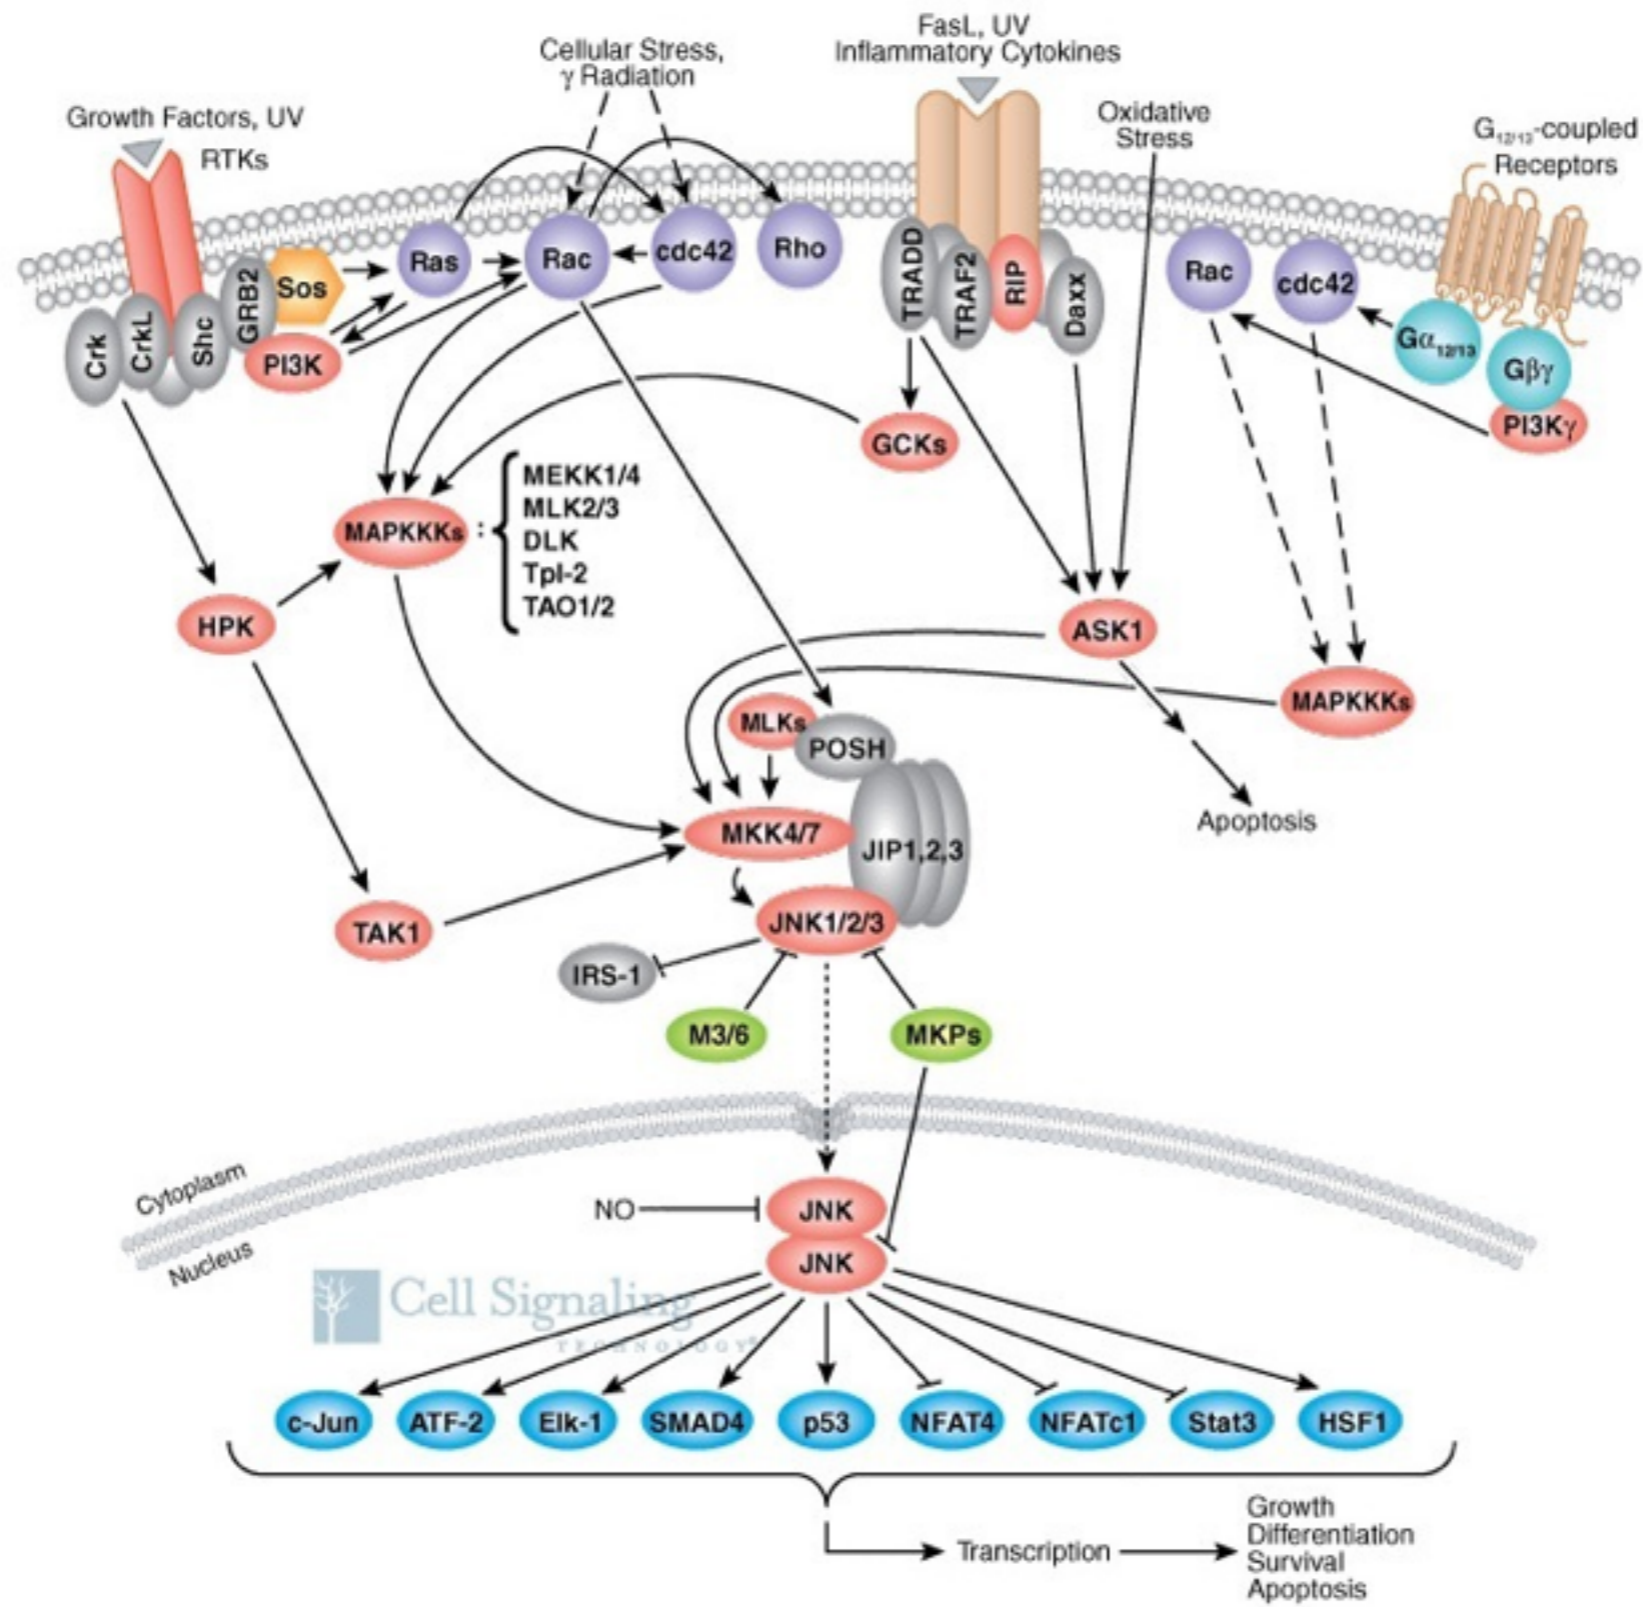 FasL, UV
Inflammatory Cytokines
Cellular Stress,
γ Radiation
Growth Factors, UV
RTKs
Oxidative
Stress
G12/13-coupled
Receptors
Ras
Rac
cdc42
Rho
Sos
GRB2
Shc
CrkL
Crk
PI3K
TRADD
TRAF2
RIP
Daxx
Rac
cdc42
Gα12/13
Gβγ
PI3Kγ
GCKs
MAPKKKs :
MEKK1/4
MLK2/3
DLK
Tpl-2
TAO1/2
HPK
ASK1
MAPKKKs
MLKs
POSH
MKK4/7
JIP1,2,3
Apoptosis
TAK1
JNK1/2/3
IRS-1
M3/6
MKPs
Cytoplasm
Nucleus
NO
JNK
JNK
Cell Signaling
TECHNOLOGY®
c-Jun
ATF-2
Elk-1
SMAD4
p53
NFAT4
NFATc1
Stat3
HSF1
Transcription
Growth
Differentiation
Survival
Apoptosis